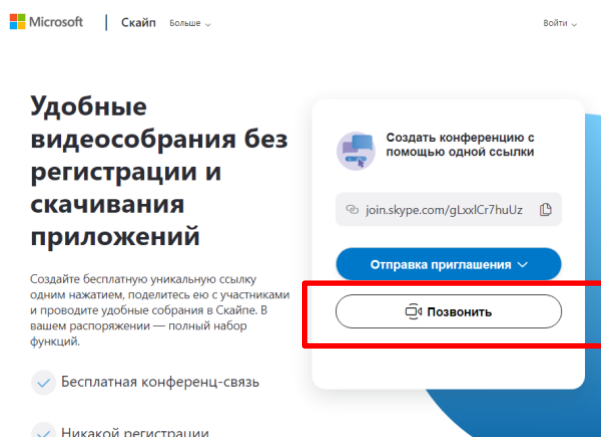 Microsoft
Скайп
Больше
Войти
Удобные
видеособрания без
регистрации и
скачивания
приложений
Создайте бесплатную уникальную ссылку
одним нажатием, поделитесь ею с участниками
и проводите удобные собрания в Скайпе. В
вашем распоряжении — полный набор
функций.
Бесплатная конференц-связь
Никакой регистрации
Создать конференцию с
помощью одной ссылки
join.skype.com/gLxxlCr7huUz
Отправка приглашения
Позвонить